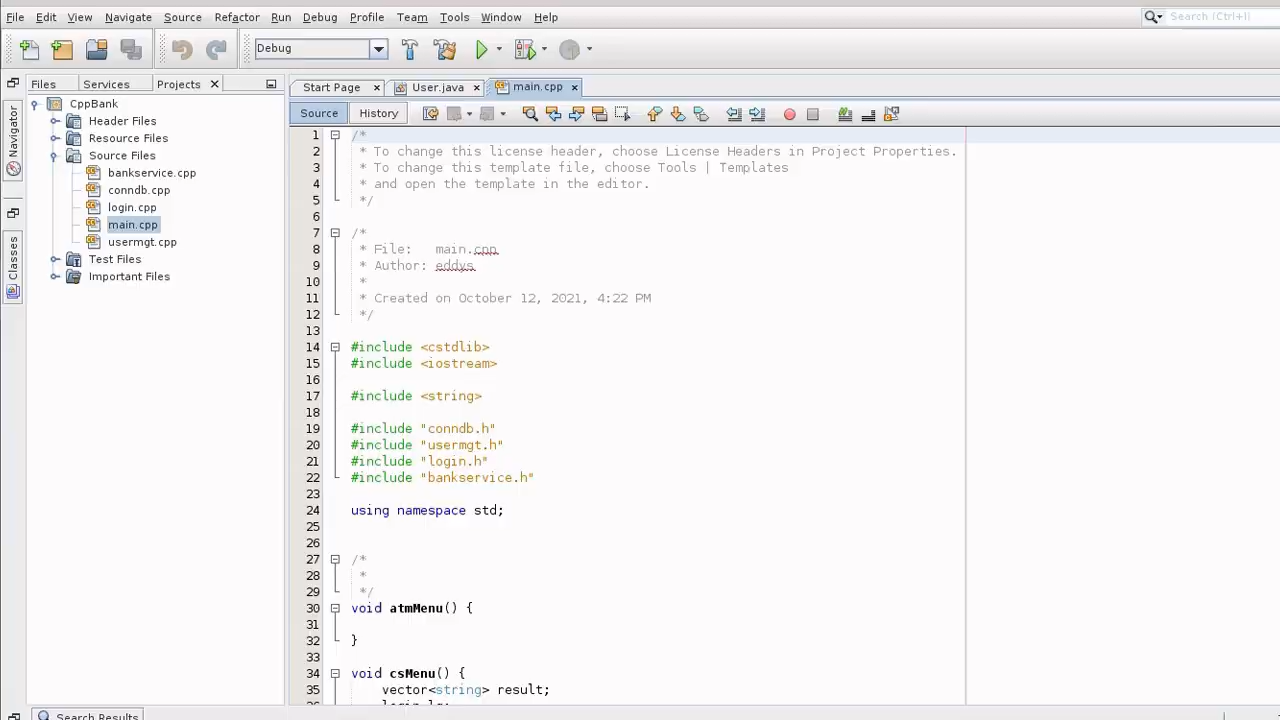 File Edit View Navigate Source Refactor Run Debug Profile Team Tools Window Help
Search (Ctrl+I)
Debug
Files Services Projects
Start Page User.java main.cpp
Source History
Navigator
Classes
CppBank
Header Files
Resource Files
Source Files
bankservice.cpp
conndb.cpp
login.cpp
main.cpp
usermgt.cpp
Test Files
Important Files
1 /*
2 * To change this license header, choose License Headers in Project Properties.
3 * To change this template file, choose Tools | Templates
4 * and open the template in the editor.
5 */
6
7 /*
8 * File:   main.cpp
9 * Author: eddys
10 *
11 * Created on October 12, 2021, 4:22 PM
12 */
13
14 #include <cstdlib>
15 #include <iostream>
16
17 #include <string>
18
19 #include "conndb.h"
20 #include "usermgt.h"
21 #include "login.h"
22 #include "bankservice.h"
23
24 using namespace std;
25
26
27 /*
28 *
29 */
30 void atmMenu() {
31
32 }
33
34 void csMenu() {
35 vector<string> result;
Search Results